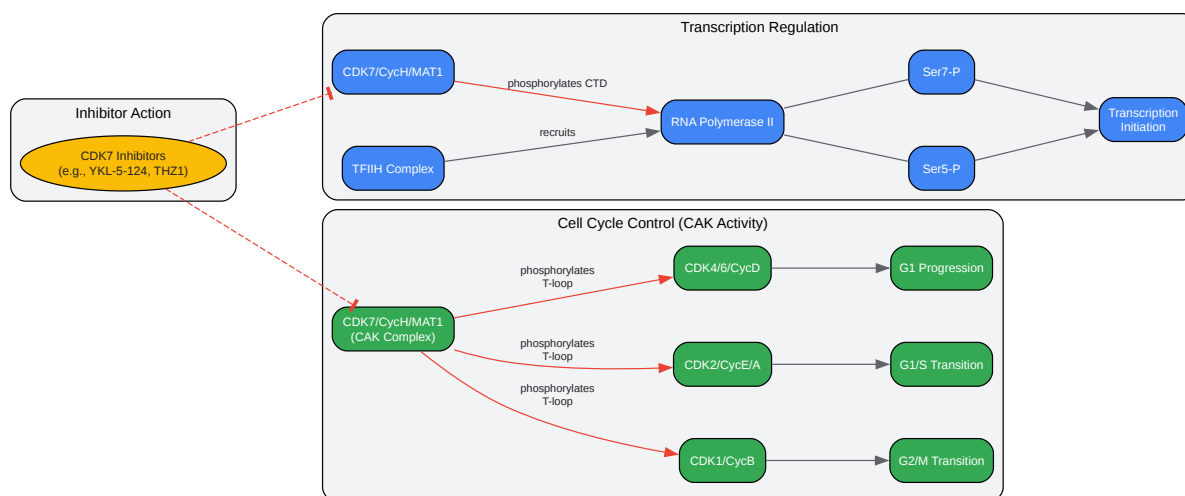 Transcription Regulation
CDK7/CycH/MAT1
phosphorylates CTD
Ser7-P
RNA Polymerase II
Transcription
Initiation
recruits
TFIIH Complex
Ser5-P
Inhibitor Action
CDK7 Inhibitors
(e.g., YKL-5-124, THZ1)
Cell Cycle Control (CAK Activity)
CDK7/CycH/MAT1
(CAK Complex)
phosphorylates
T-loop
CDK4/6/CycD
G1 Progression
phosphorylates
T-loop
CDK2/CycE/A
G1/S Transition
phosphorylates
T-loop
CDK1/CycB
G2/M Transition